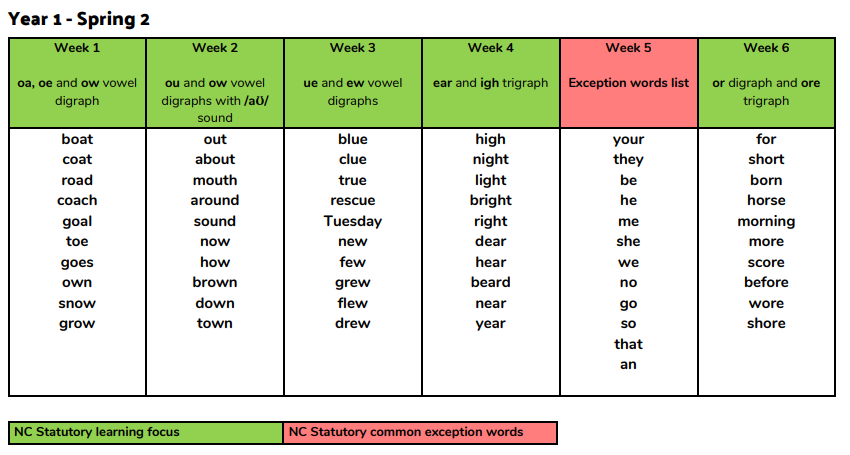 Year 1 - Spring 2
Week 1
oa, oe and ow vowel
digraph
boat
coat
road
coach
goal
toe
goes
own
snow
grow
Week 2
ou and ow vowel
digraphs with /aʊ/
sound
out
about
mouth
around
sound
now
how
brown
down
town
Week 3
ue and ew vowel
digraphs
blue
clue
true
rescue
Tuesday
new
few
grew
flew
drew
Week 4
ear and igh trigraph
high
night
light
bright
right
dear
hear
beard
near
year
Week 5
Exception words list
your
they
be
he
me
she
we
no
go
so
that
an
Week 6
or digraph and ore
trigraph
for
short
born
horse
morning
more
score
before
wore
shore
NC Statutory learning focus
NC Statutory common exception words